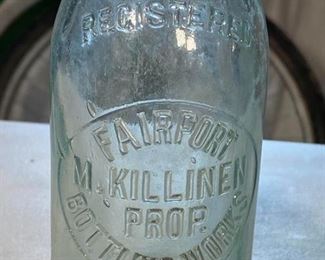 REGISTERED
FAIRPORT
M. KILLINEN
PROP.
BOTTLING WORKS